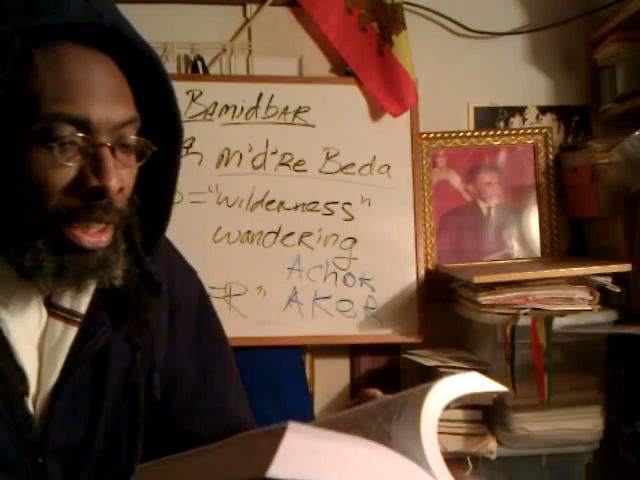 BAmidbAR
m'd're Beda
="wilderness"
wandering
Achor
AKOR